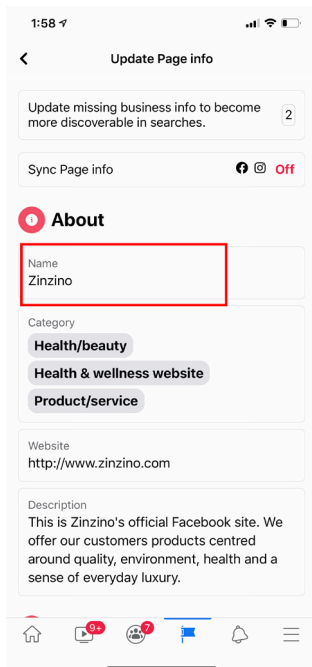 1:58
Update Page info
Update missing business info to become
more discoverable in searches.
2
Sync Page info
Off
About
Name
Zinzino
Category
Health/beauty
Health & wellness website
Product/service
Website
http://www.zinzino.com
Description
This is Zinzino's official Facebook site. We
offer our customers products centred
around quality, environment, health and a
sense of everyday luxury.
9+
7